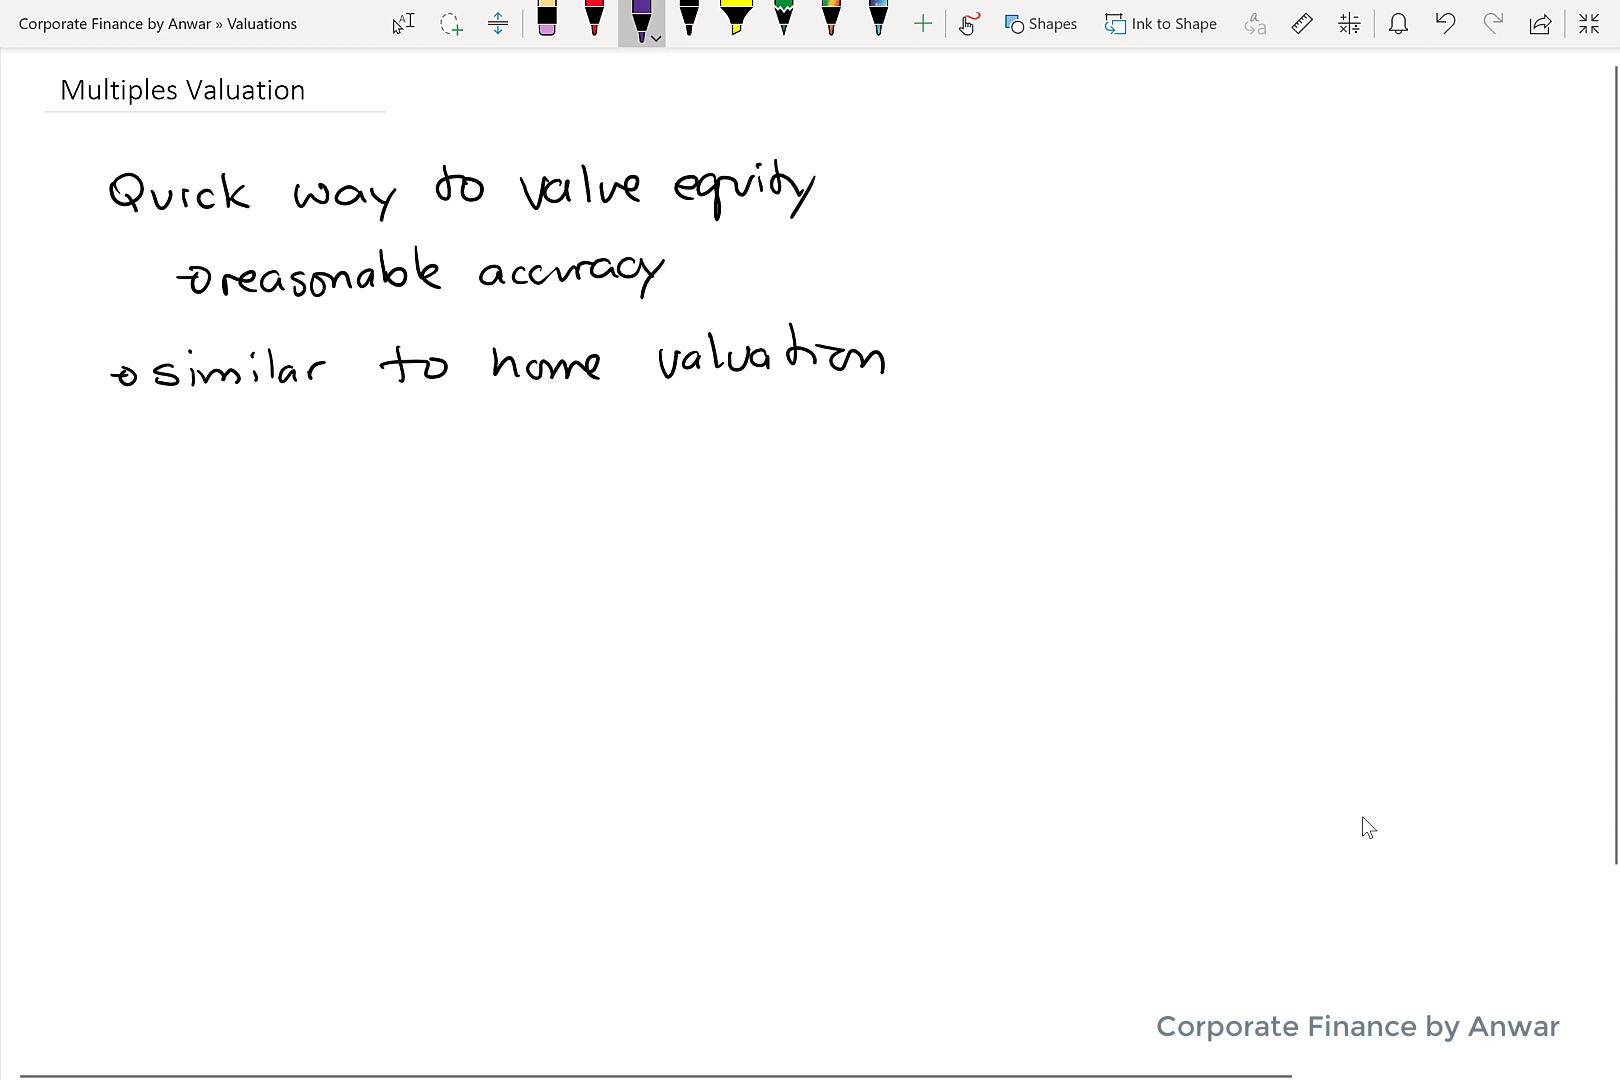 Corporate Finance by Anwar » Valuations
Shapes
Ink to Shape
Multiples Valuation
Quick way to value equity
reasonable accuracy
similar to home valuation
Corporate Finance by Anwar